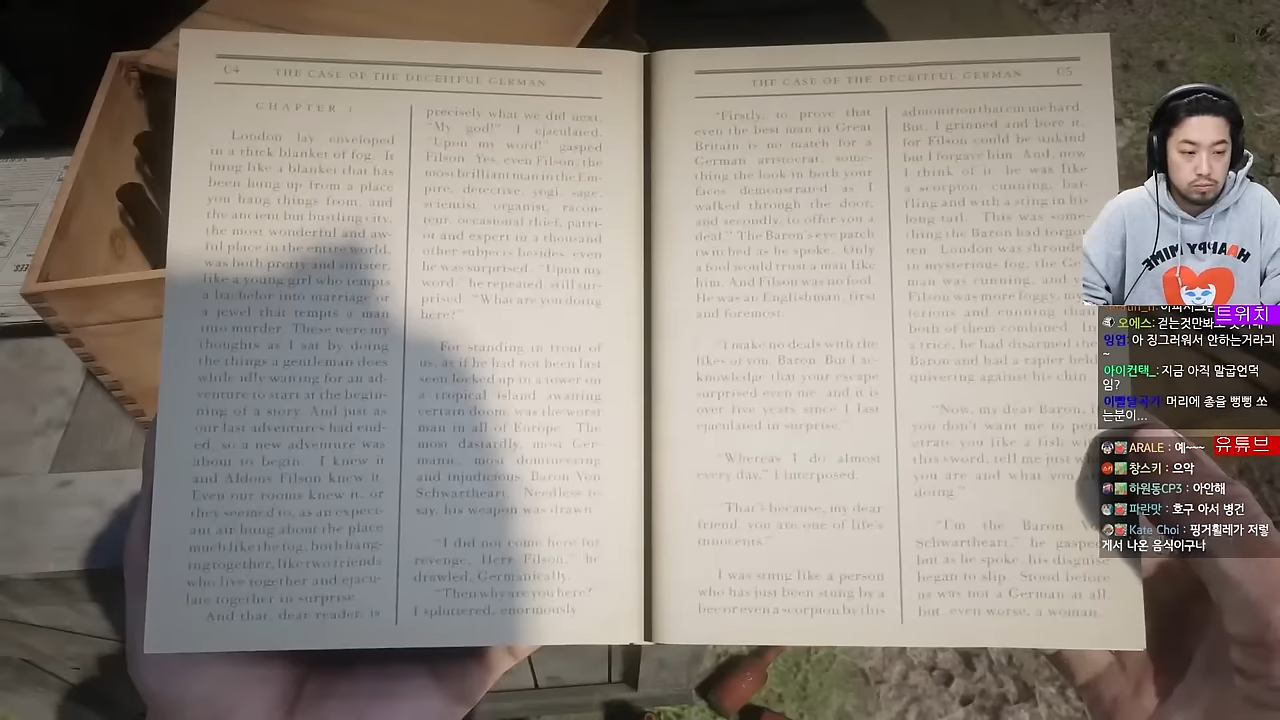 04 THE CASE OF THE DECEITFUL GERMAN
CHAPTER 1
London lay enveloped
in a thick blanket of fog. It
hung like a blanket that has
been hung up from a place
you hang things from, and
the ancient but bustling city,
the most wonderful and aw-
ful place in the entire world,
was both pretty and sinister,
like a young girl who tempts
a bachelor into marriage or
a jewel that tempts a man
into murder. These were my
thoughts as I sat by doing
the things a gentleman does
while idly waiting for an ad-
venture to start at the begin-
ning of a story. And just as
our last adventures had end-
ed, so a new adventure was
about to begin. I knew it
and Aldous Filson knew it.
Even our rooms knew it, or
they seemed to, as an expect-
ant air hung about the place
much like the fog, both hang-
ing together, like two friends
who live together and ejacu-
late together in surprise.
And that, dear reader, is
precisely what we did next.
"My god!" I ejaculated.
"Upon my word!" gasped
Filson. Yes, even Filson, the
most brilliant man in the Em-
pire, detective, yogi, sage,
scientist, organist, racon-
teur, occasional thief, patri-
ot and expert in a thousand
other subjects besides, even
he was surprised. "Upon my
word," he repeated, still sur-
prised. "What are you doing
here?"
For standing in front of
us, as if he had not been last
seen locked up in a tower on
a tropical island awaiting
certain doom, was the worst
man in all of Europe. The
most dastardly, most Ger-
manic, most domineering
and injudicious, Baron Von
Schwartheart. Needless to
say, his weapon was drawn.
"I did not come here for
revenge, Herr Filson," he
drawled, Germanically.
"Then why are you here?"
I spluttered, enormously
THE CASE OF THE DECEITFUL GERMAN 05
"Firstly, to prove that
even the best man in Great
Britain is no match for a
German aristocrat, some-
thing the look in both your
faces demonstrated as I
walked through the door,
and secondly, to offer you a
deal." The Baron's eye patch
twitched as he spoke. Only
a fool would trust a man like
him. And Filson was no fool.
He was an Englishman, first
and foremost.
"I make no deals with the
likes of you, Baron. But I ac-
knowledge that your escape
surprised even me, and it is
over five years since I last
ejaculated in surprise."
"Whereas I do almost
every day," I interposed.
"That's because, my dear
friend, you are one of life's
innocents."
I was stung like a person
who has just been stung by a
bee or even a scorpion by this
admonition that cut me hard.
But, I grinned and bore it,
for Filson could be unkind
but I forgave him. And, now
I think of it, he was like
a scorpion, cunning, baf-
fling and with a sting in his
long tail. This was some-
thing the Baron had forgot
ten. London was shrouded
in mysterious fog, the Ger
man was cunning, and y
Filson was more foggy, mys
terious and cunning than
both of them combined. In
a trice, he had disarmed the
Baron and had a rapier held
quivering against his chin.
"Now, my dear Baron, i
you don't want me to pen
etrate you like a fish wi
this sword, tell me just w
you are and what you a
doing."
"I'm the Baron Vo
Schwartheart," he gaspe
but as he spoke, his disguise
began to slip. Stood before
us was not a German at all,
but, even worse, a woman.
HAPPY MIME
트위치
오에스: 걷는것만봐
잉업: 아 징그러워서 안하는거라긔
~
아이컨택_: 지금 아직 말굽언덕
임?
이빨달곡기 머리에 총을 빵빵 쏘
는분이...
유튜브
ARALE : 예~~~
창스키 : 으악
하원동CP3 : 아안해
파란맛 : 호구 아서 병건
Kate Choi : 핑거휠레가 저렇
게서 나온 음식이구나